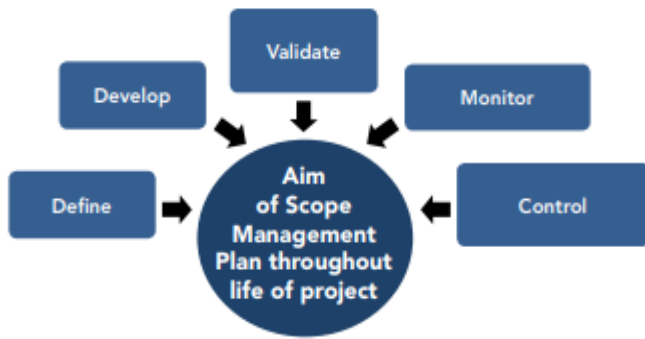 Validate
Develop
Monitor
Define
Aim
of Scope
Management
Plan throughout
life of project
Control